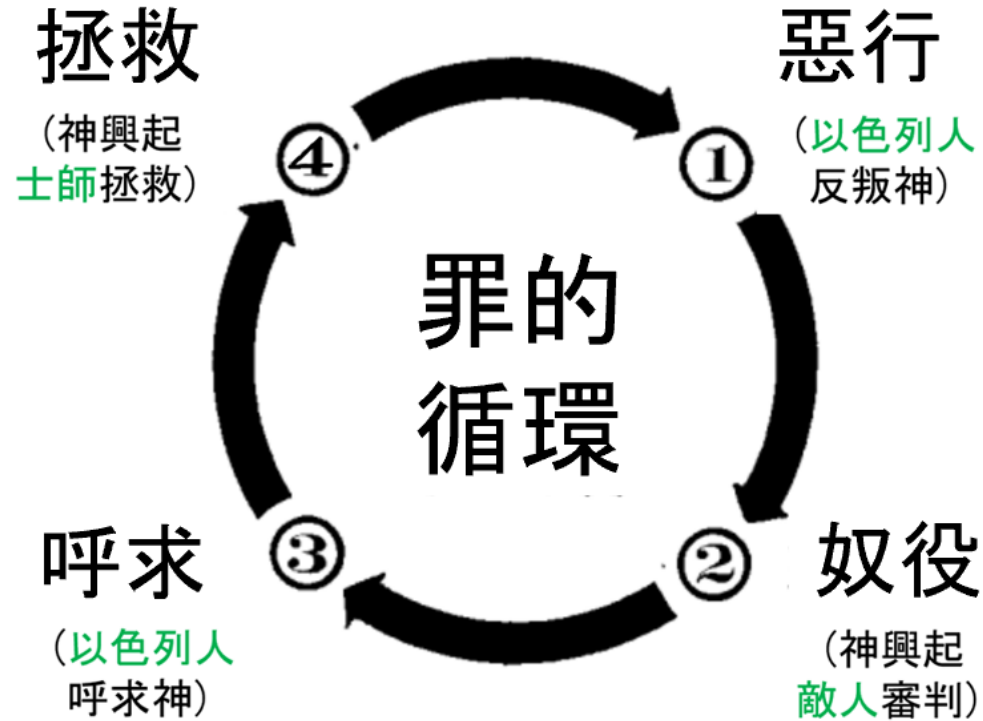 罪的
循環
①
惡行
（以色列人
反叛神）
②
奴役
（神興起
敵人審判）
③
呼求
（以色列人
呼求神）
④
拯救
（神興起
士師拯救）